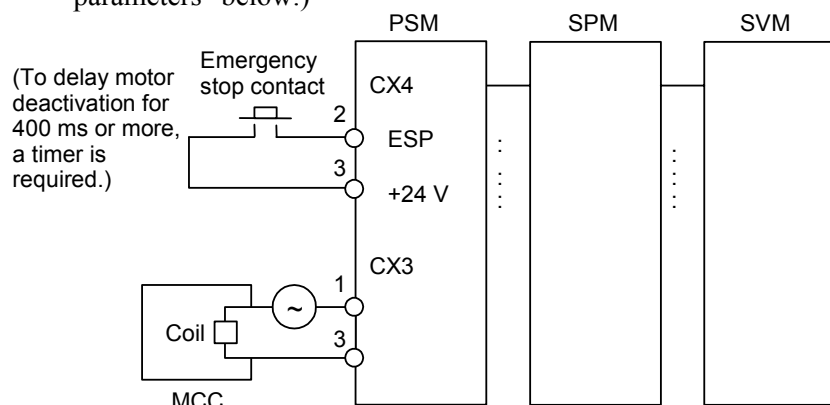 parameters" below.)
PSM
SPM
SVM
(To delay motor
deactivation for
400 ms or more,
a timer is
required.)
Emergency
stop contact
CX4
2
ESP
3
+24 V
CX3
1
~
Coil
3
MCC